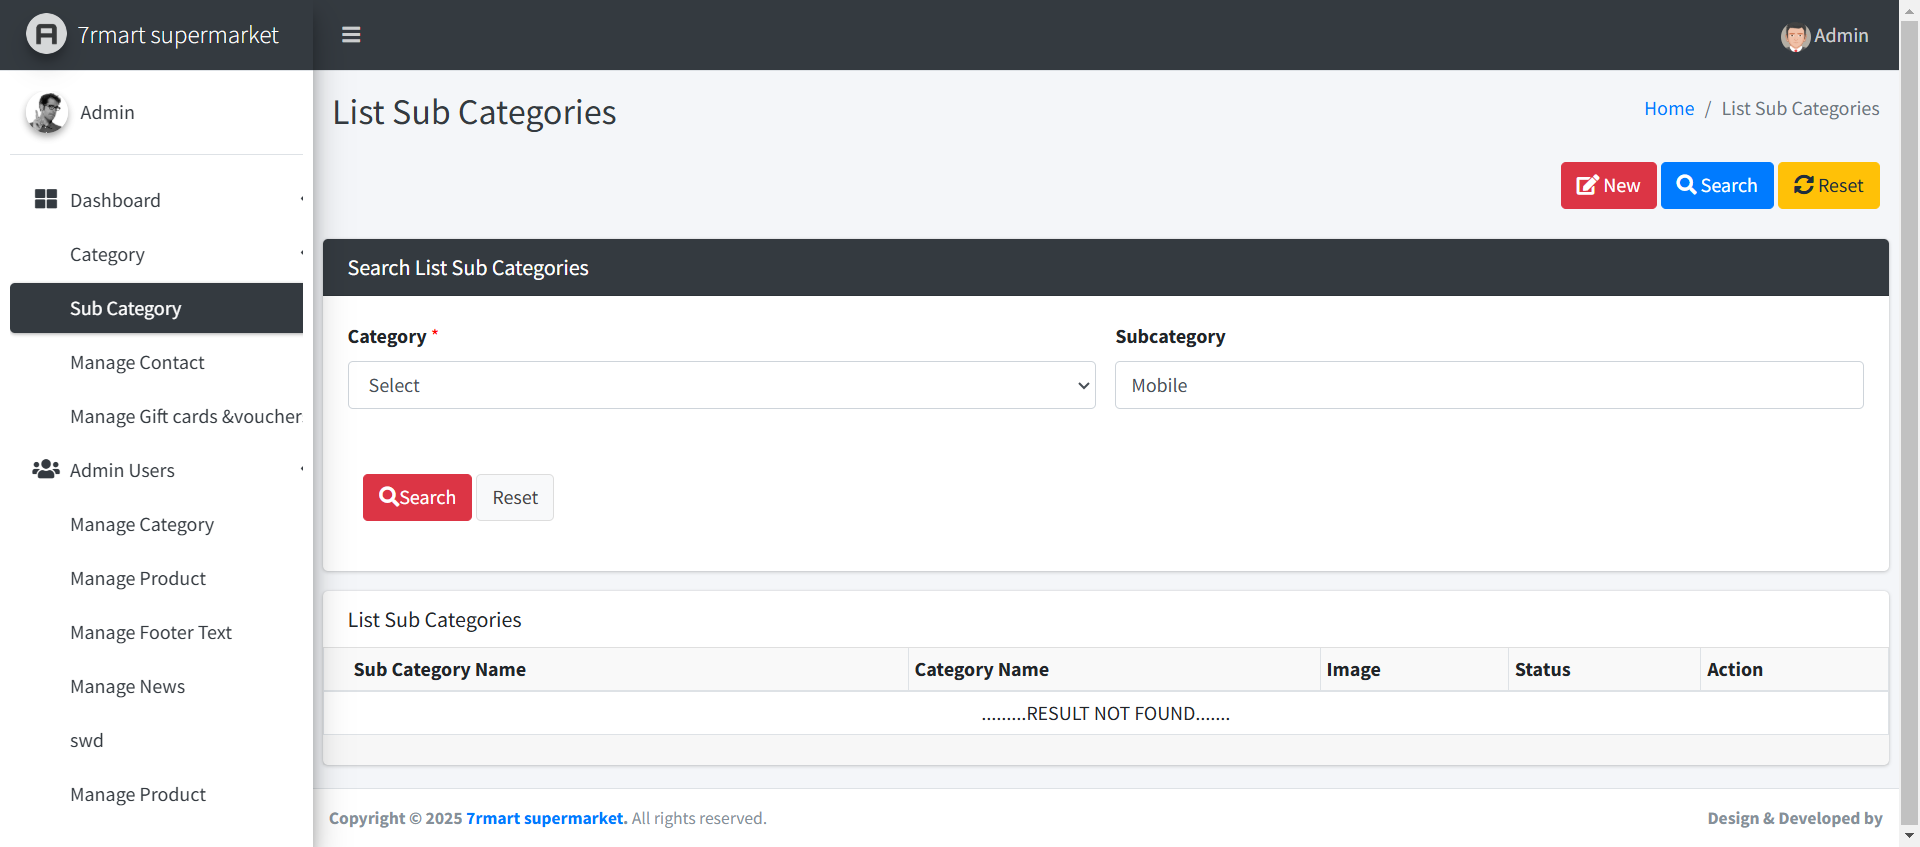 7rmart supermarket
Admin
Admin
List Sub Categories
Home / List Sub Categories
New
Search
Reset
Dashboard
Category
Sub Category
Manage Contact
Manage Gift cards &voucher
Admin Users
Manage Category
Manage Product
Manage Footer Text
Manage News
swd
Manage Product
Search List Sub Categories
Category *
Subcategory
Select
Mobile
Search
Reset
List Sub Categories
Sub Category Name Category Name Image Status Action
.........RESULT NOT FOUND.......
Copyright © 2025 7rmart supermarket. All rights reserved.
Design & Developed by